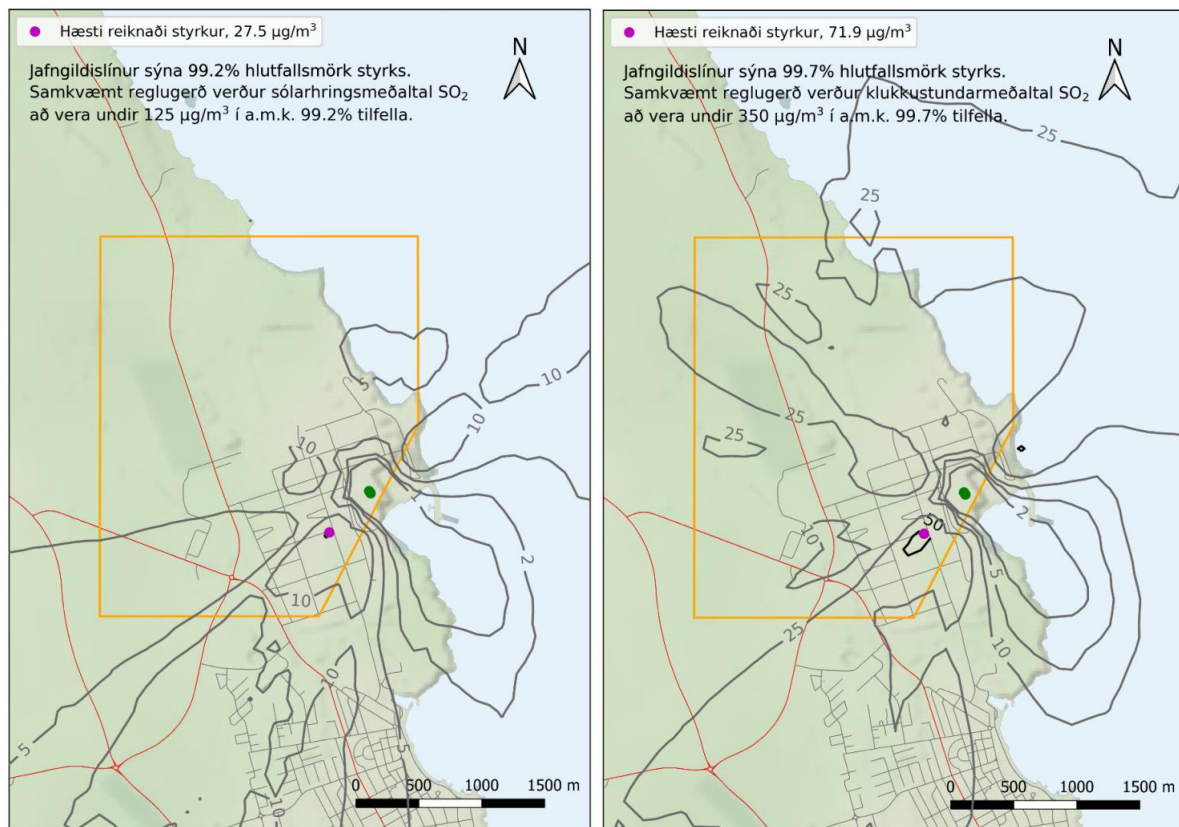 Hæsti reiknaði styrkur, 27.5 µg/m³
Jafngildislínur sýna 99.2% hlutfallsmörk styrks.
Samkvæmt reglugerð verður sólarhringsmeðaltal SO₂
að vera undir 125 µg/m³ í a.m.k. 99.2% tilfella.
N
10
5
10
10
2
10
10
5
5
10
0 500 1000 1500 m
Hæsti reiknaði styrkur, 71.9 µg/m³
Jafngildislínur sýna 99.7% hlutfallsmörk styrks.
Samkvæmt reglugerð verður klukkustundarmeðaltal SO₂
að vera undir 350 µg/m³ í a.m.k. 99.7% tilfella.
N
25
25
25
25
25
2
50
10
5
25
10
0 500 1000 1500 m